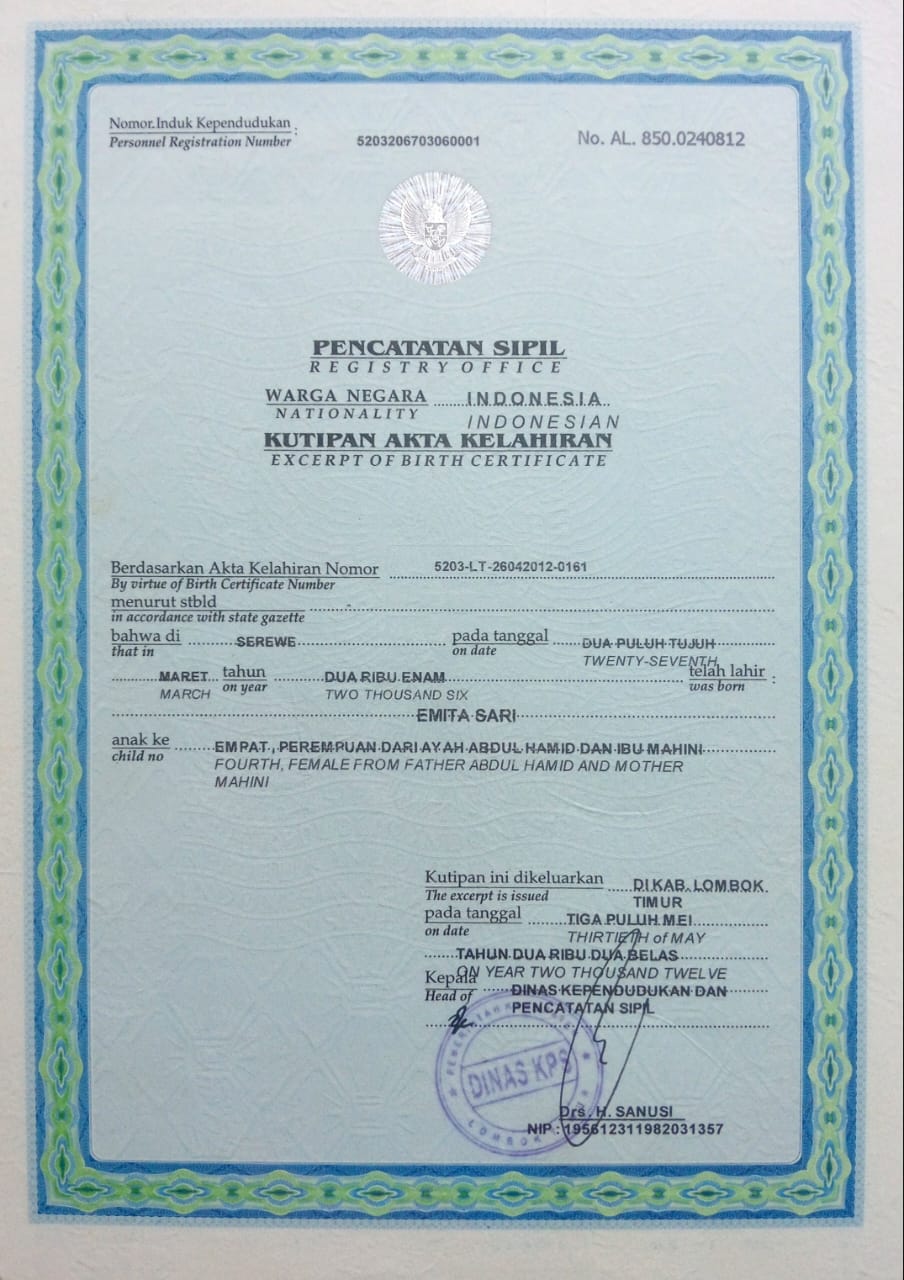 Nomor Induk Kependudukan :
Personnel Registration Number
5203206703060001
No. AL. 850.0240812
PENCATATAN SIPIL
REGISTRY OFFICE
WARGA NEGARA INDONESIA
NATIONALITY INDONESIAN
KUTIPAN AKTA KELAHIRAN
EXCERPT OF BIRTH CERTIFICATE
Berdasarkan Akta Kelahiran Nomor 5203-LT-26042012-0161
By virtue of Birth Certificate Number
menurut stbld -
in accordance with state gazette
bahwa di SEREWE pada tanggal DUA PULUH TUJUH
that in on date TWENTY-SEVENTH
MARET tahun DUA RIBU ENAM telah lahir :
MARCH on year TWO THOUSAND SIX was born
EMITA SARI
anak ke EMPAT, PEREMPUAN DARI AYAH ABDUL HAMID DAN IBU MAHINI
child no FOURTH, FEMALE FROM FATHER ABDUL HAMID AND MOTHER
MAHINI
Kutipan ini dikeluarkan DI KAB. LOMBOK
The excerpt is issued TIMUR
pada tanggal TIGA PULUH MEI
on date THIRTIETH of MAY
TAHUN DUA RIBU DUA BELAS
ON YEAR TWO THOUSAND TWELVE
Kepala DINAS KEPENDUDUKAN DAN
Head of PENCATATAN SIPIL
DINAS KPS
LOMBOK
Drs. H. SANUSI
NIP : 195612311982031357